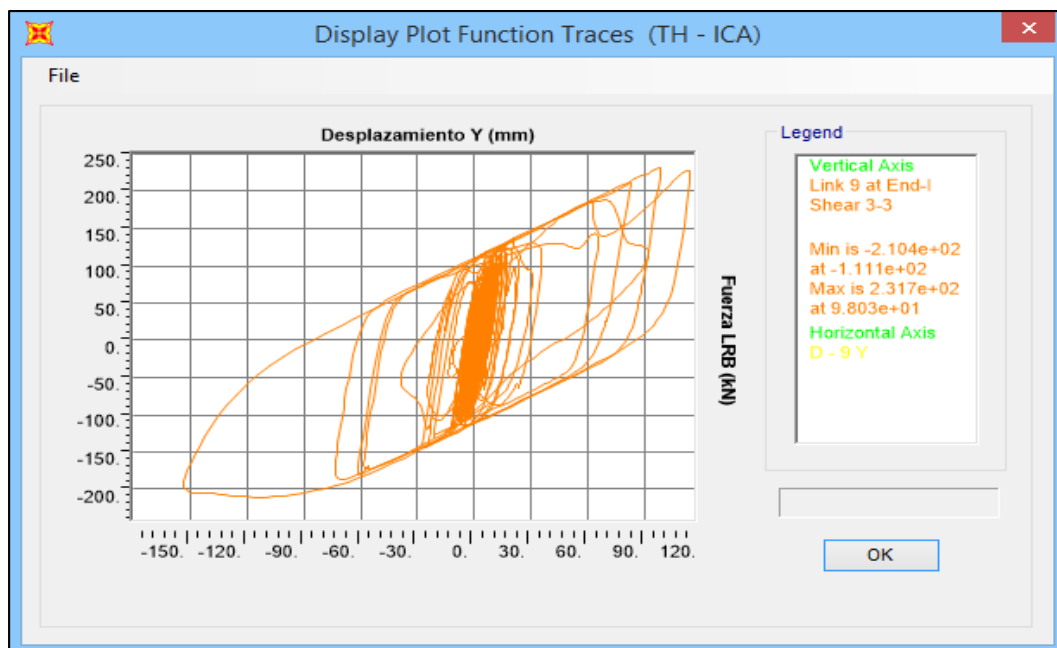 Display Plot Function Traces (TH - ICA)
File
Desplazamiento Y (mm)
250.
200.
150.
100.
50.
0.
-50.
-100.
-150.
-200.
-150. -120. -90. -60. -30. 0. 30. 60. 90. 120.
Fuerza LRB (kN)
Legend
Vertical Axis
Link 9 at End-I
Shear 3-3
Min is -2.104e+02
at -1.111e+02
Max is 2.317e+02
at 9.803e+01
Horizontal Axis
D - 9 Y
OK